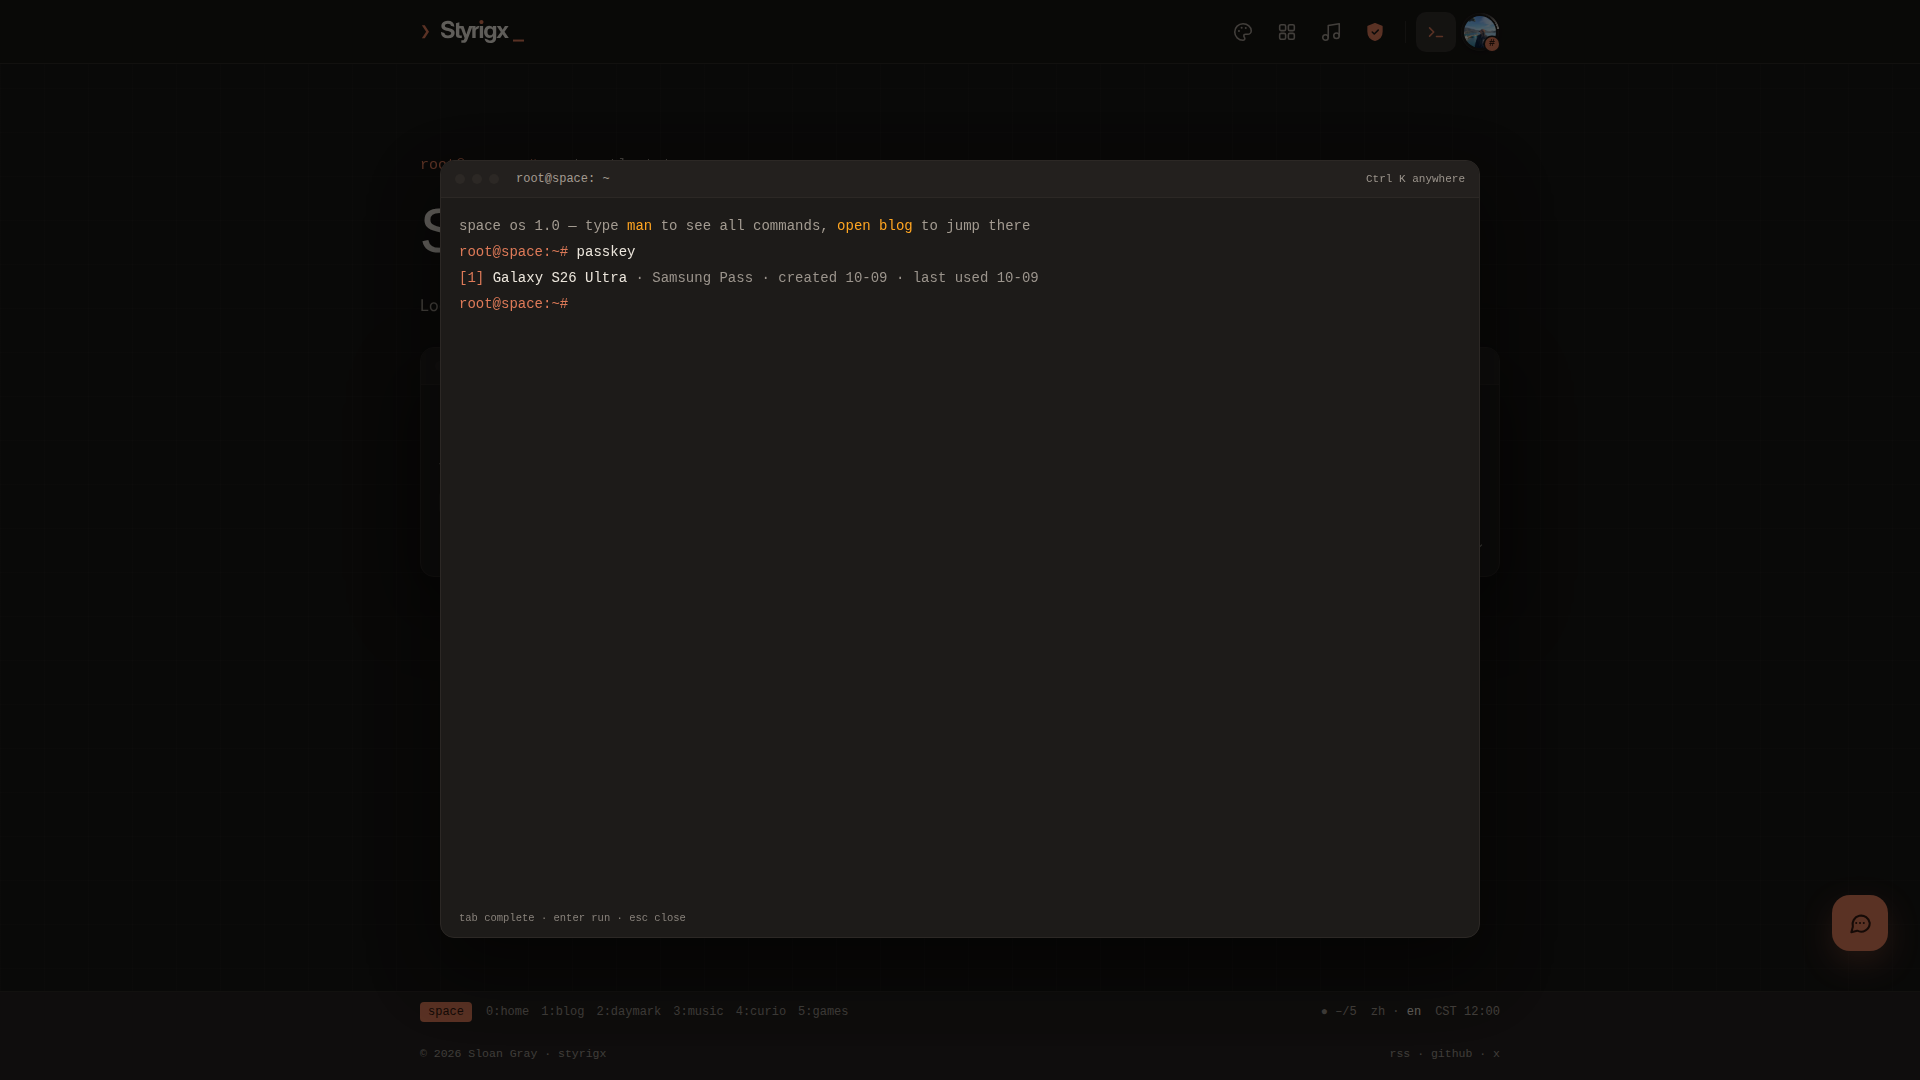 ❯ Styrigx _
#
roo
root@space: ~
Ctrl K anywhere
S
space os 1.0 — type man to see all commands, open blog to jump there
root@space:~# passkey
[1] Galaxy S26 Ultra · Samsung Pass · created 10-09 · last used 10-09
root@space:~#
Lo
tab complete · enter run · esc close
space 0:home 1:blog 2:daymark 3:music 4:curio 5:games
● –/5 zh · en CST 12:00
© 2026 Sloan Gray · styrigx
rss · github · x